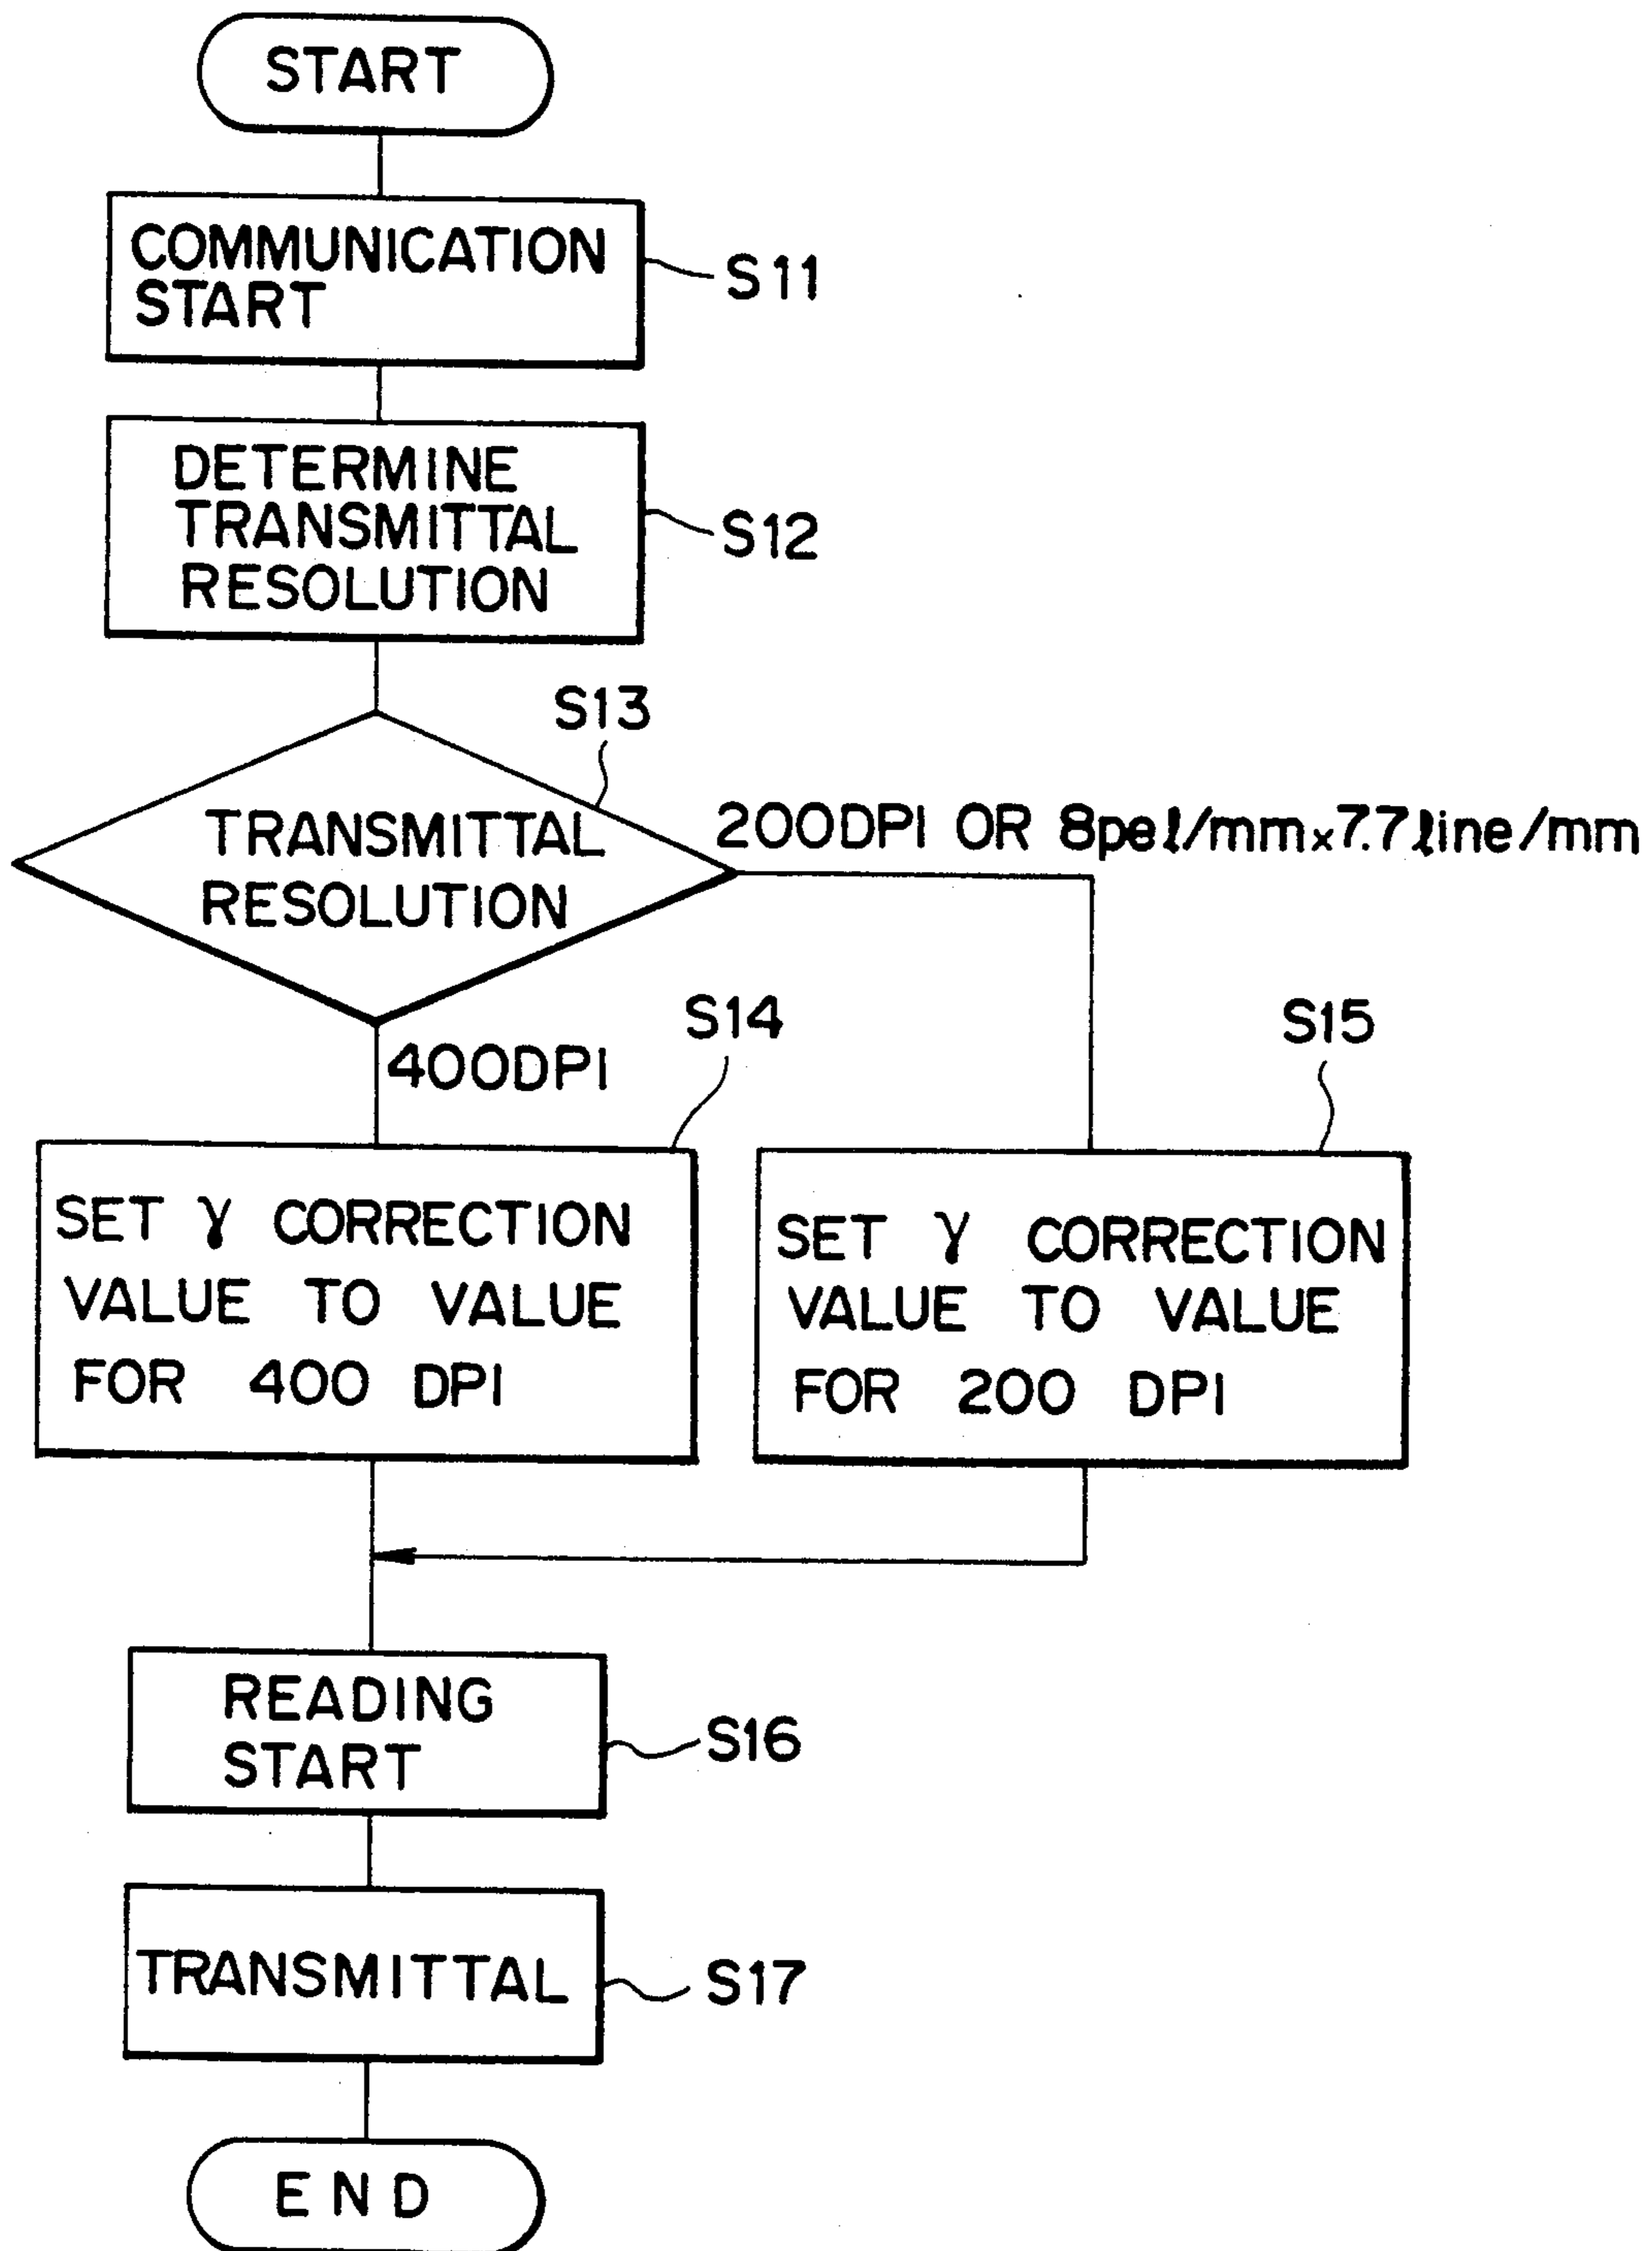 START
COMMUNICATION
START
S11
DETERMINE
TRANSMITTAL
RESOLUTION
S12
S13
TRANSMITTAL
RESOLUTION
200DPI OR 8pel/mm×7.7line/mm
400DPI
S14
S15
SET γ CORRECTION
VALUE TO VALUE
FOR 400 DPI
SET γ CORRECTION
VALUE TO VALUE
FOR 200 DPI
READING
START
S16
TRANSMITTAL
S17
END